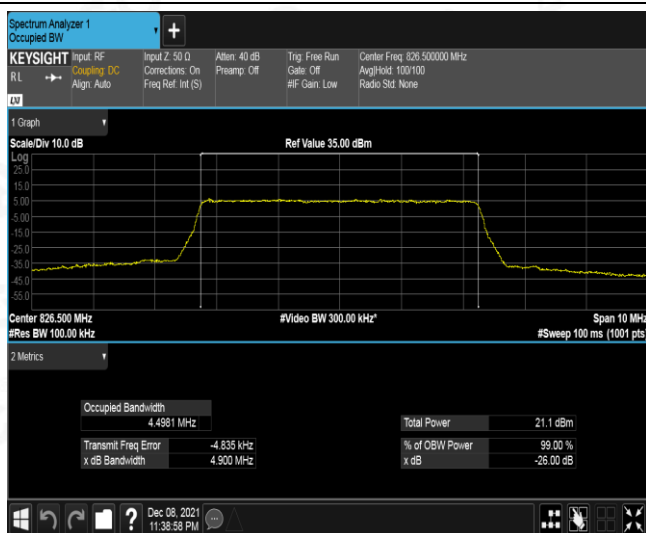 Spectrum Analyzer 1
Occupied BW
+
KEYSIGHT Input: RF Input Z: 50 Ω Atten: 40 dB Trig: Free Run Center Freq: 826.500000 MHz
RL Coupling: DC Corrections: On Preamp: Off Gate: Off Avg|Hold: 100/100
Align: Auto Freq Ref: Int (S) #IF Gain: Low Radio Std: None
LXI
1 Graph
Scale/Div 10.0 dB Ref Value 35.00 dBm
Log
25.0
15.0
5.00
-5.00
-15.0
-25.0
-35.0
-45.0
-55.0
Center 826.500 MHz #Video BW 300.00 kHz* Span 10 MHz
#Res BW 100.00 kHz #Sweep 100 ms (1001 pts)
2 Metrics
Occupied Bandwidth
4.4981 MHz Total Power 21.1 dBm
Transmit Freq Error -4.835 kHz % of OBW Power 99.00 %
x dB Bandwidth 4.900 MHz x dB -26.00 dB
? Dec 08, 2021
11:38:58 PM